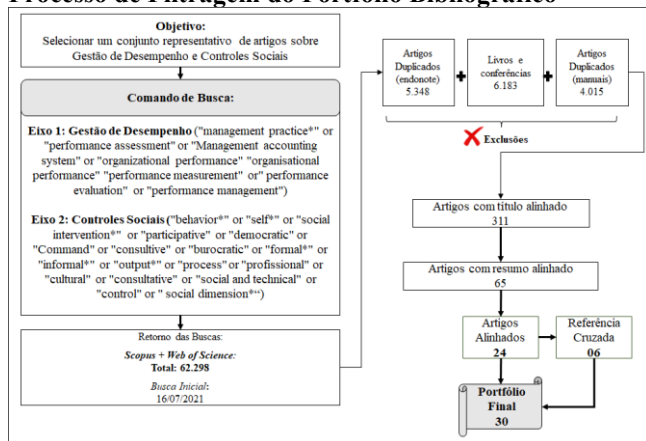 Processo de Filtragem do Portfólio Bibliográfico
Objetivo:
Selecionar um conjunto representativo de artigos sobre
Gestão de Desempenho e Controles Sociais
Comando de Busca:
Eixo 1: Gestão de Desempenho ("management practice*" or
"performance assessment" or "Management accounting
system" or "organizational performance" "organisational
performance" "performance measurement" or" performance
evaluation" or "performance management")
Eixo 2: Controles Sociais ("behavior*" or "self*" or "social
intervention*" or "participative" or "democratic" or
"Command" or "consultive" or "burocratic" or "formal*" or
"informal*" or "output*" or "process" or "profissional" or
"cultural" or "consultative" or "social and technical" or
"control" or " social dimension*")
Retorno das Buscas:
Scopus + Web of Science:
Total: 62.298
Busca Inicial:
16/07/2021
Artigos
Duplicados
(endonote)
5.348
Livros e
conferências
6.183
Artigos
Duplicados
(manuais)
4.015
Exclusões
Artigos com título alinhado
311
Artigos com resumo alinhado
65
Artigos
Alinhados
24
Referência
Cruzada
06
Portfólio
Final
30